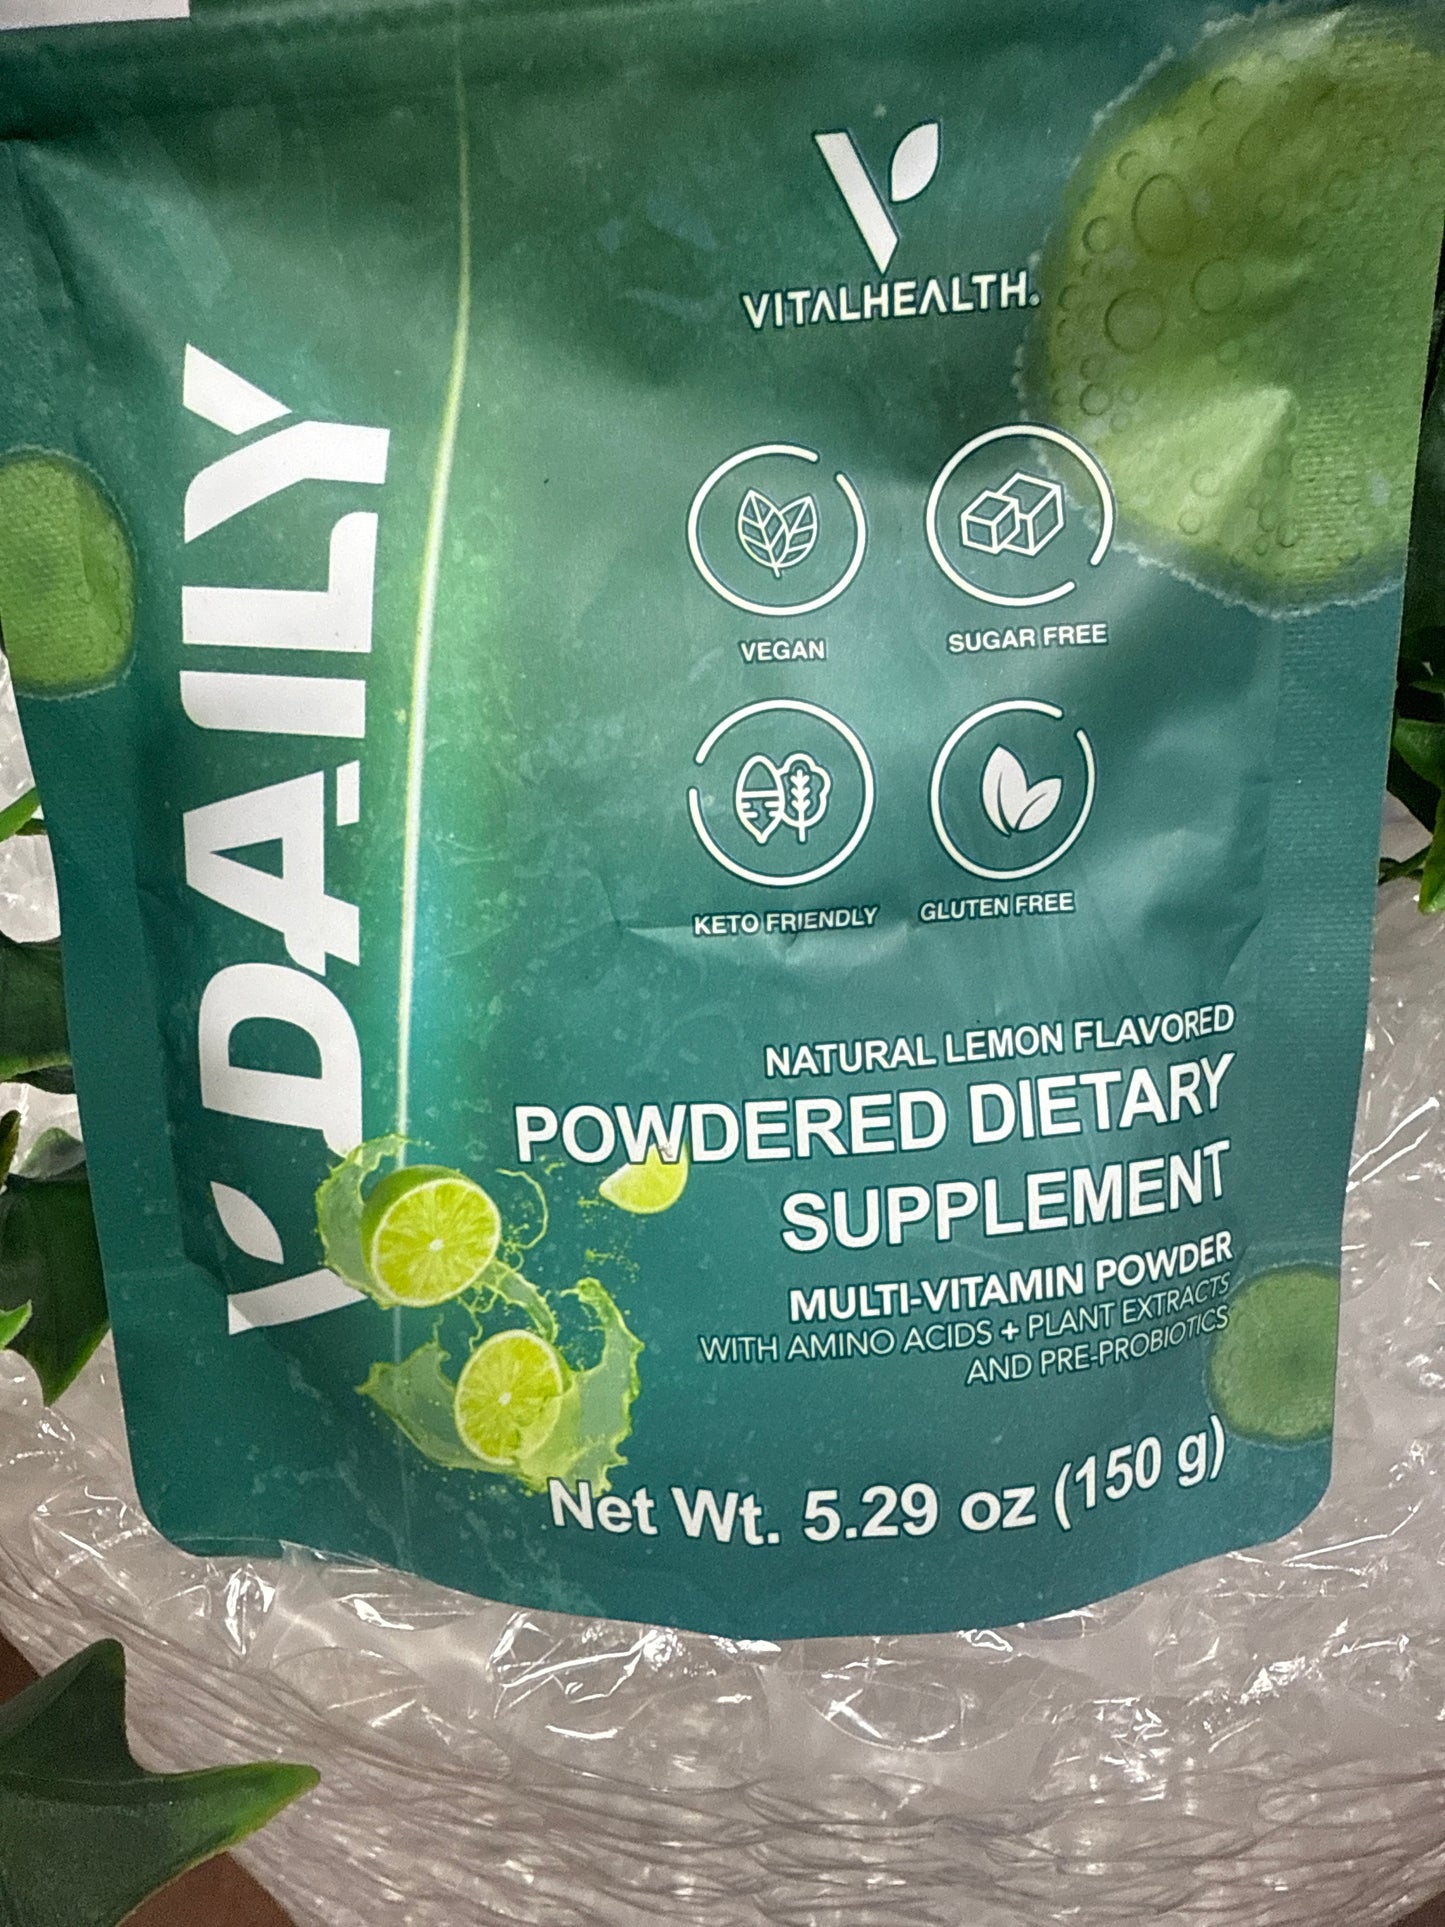 VITALHEALTH®
V DAILY
VEGAN
SUGAR FREE
KETO FRIENDLY
GLUTEN FREE
NATURAL LEMON FLAVORED
POWDERED DIETARY
SUPPLEMENT
MULTI-VITAMIN POWDER
WITH AMINO ACIDS + PLANT EXTRACTS
AND PRE-PROBIOTICS
Net Wt. 5.29 oz (150 g)